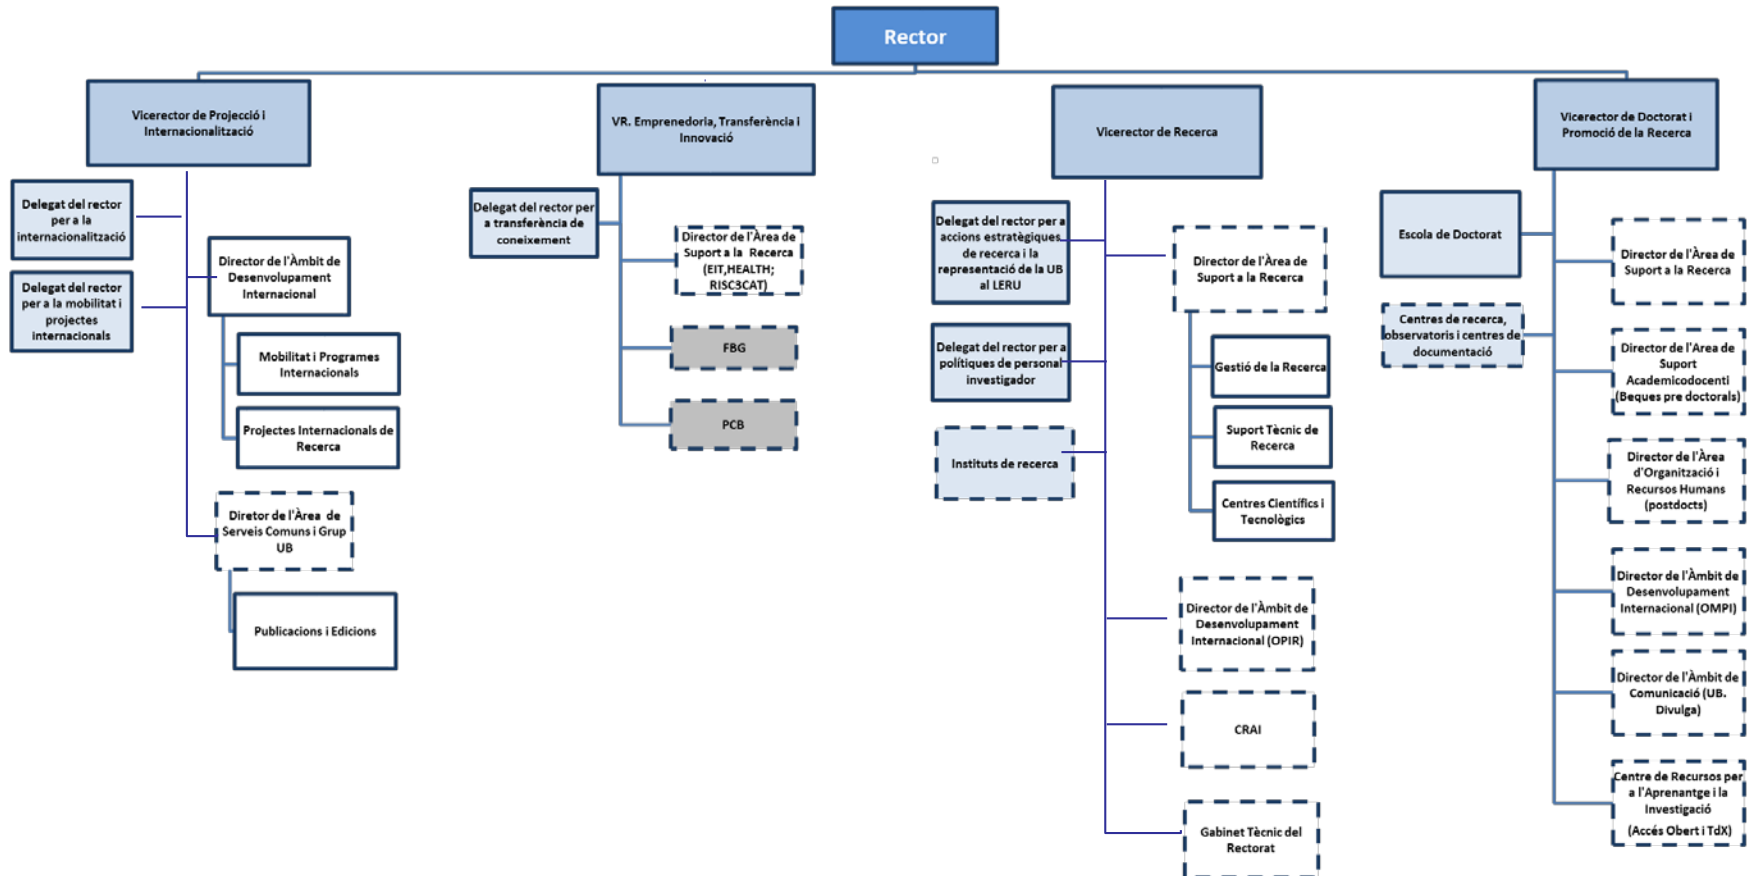 Rector
Vicerector de Projecció i
Internacionalització
Delegat del rector
per a la
internacionalització
Delegat del rector
per a la mobilitat i
projectes
internacionals
Director de l'Àmbit de
Desenvolupament
Internacional
Mobilitat i Programes
Internacionals
Projectes Internacionals de
Recerca
Diretor de l'Àrea de
Serveis Comuns i Grup
UB
Publicacions i Edicions
VR. Emprenedoria, Transferència i
Innovació
Delegat del rector per
a transferència de
coneixement
Director de l'Àrea de
Suport a la Recerca
(EIT,HEALTH;
RISC3CAT)
FBG
PCB
Vicerector de Recerca
Delegat del rector per a
accions estratègiques
de recerca i la
representació de la UB
al LERU
Delegat del rector per a
polítiques de personal
investigador
Instituts de recerca
Director de l'Àrea de
Suport a la Recerca
Gestió de la Recerca
Suport Tècnic de
Recerca
Centres Científics i
Tecnològics
Director de l'Àmbit de
Desenvolupament
Internacional (OPIR)
CRAI
Gabinet Tècnic del
Rectorat
Vicerector de Doctorat i
Promoció de la Recerca
Escola de Doctorat
Centres de recerca,
observatoris i centres de
documentació
Director de l'Àrea de
Suport a la Recerca
Director de l'Area de
Suport
Academicodocenti
(Beques pre doctorals)
Director de l'Àrea
d'Organització i
Recursos Humans
(postdocts)
Director de l'Àmbit de
Desenvolupament
Internacional (OMPI)
Director de l'Àmbit de
Comunicació (UB.
Divulga)
Centre de Recursos per
a l'Aprenantge i la
Investigació
(Accés Obert i TdX)